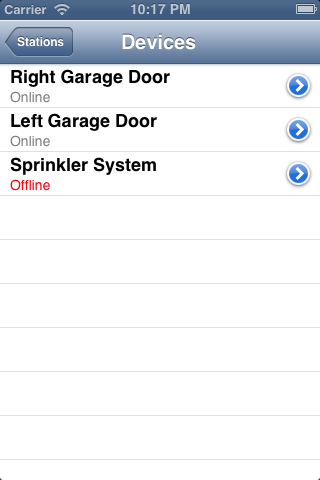 Carrier 10:17 PM
Stations Devices
Right Garage Door
Online
Left Garage Door
Online
Sprinkler System
Offline